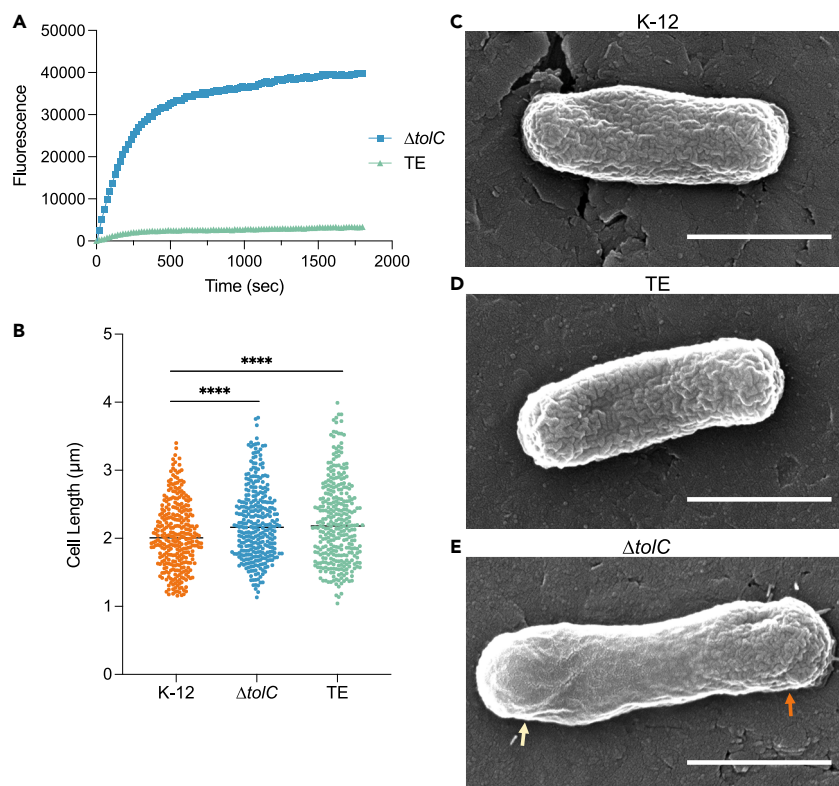 A
50000
40000
30000
20000
10000
0
Fluorescence
0 500 1000 1500 2000
Time (sec)
ΔtolC
TE
B
5
4
3
2
1
0
Cell Length (µm)
****
****
K-12 ΔtolC TE
C
K-12
D
TE
E
ΔtolC